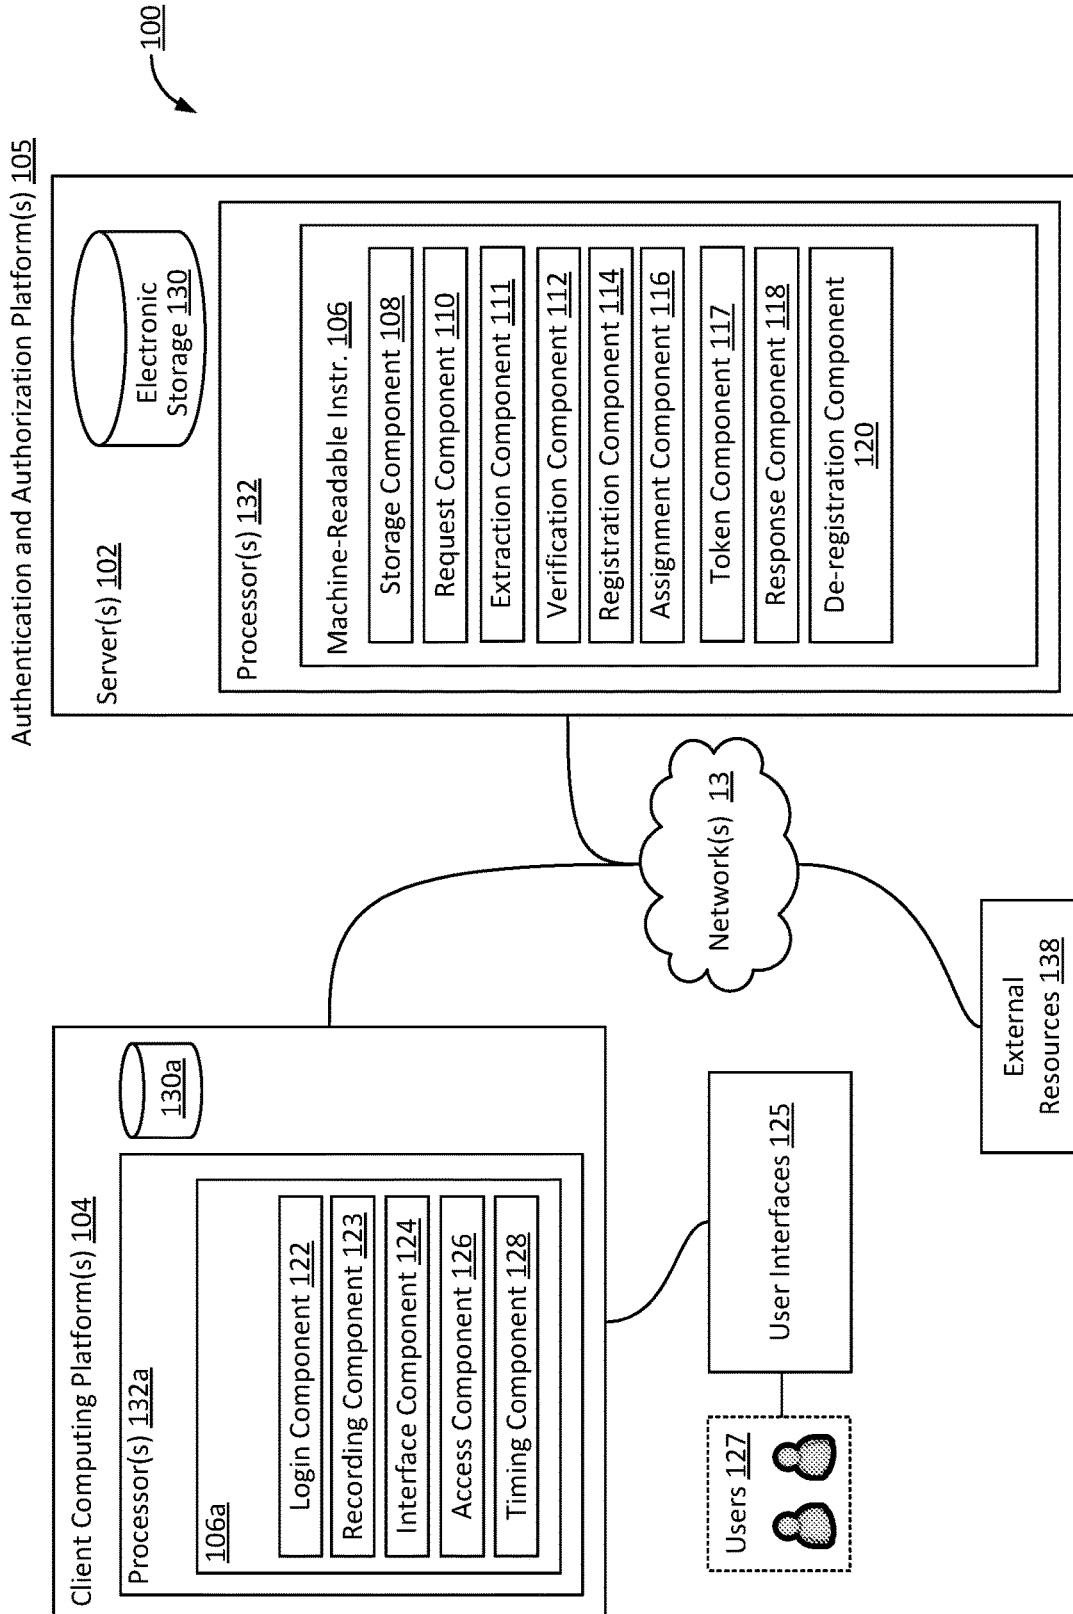 Authentication and Authorization Platform(s) 105
100
Client Computing Platform(s) 104
Processor(s) 132a
130a
106a
Login Component 122
Recording Component 123
Interface Component 124
Access Component 126
Timing Component 128
Users 127
User Interfaces 125
Network(s) 13
External
Resources 138
Server(s) 102
Electronic
Storage 130
Processor(s) 132
Machine-Readable Instr. 106
Storage Component 108
Request Component 110
Extraction Component 111
Verification Component 112
Registration Component 114
Assignment Component 116
Token Component 117
Response Component 118
De-registration Component
120